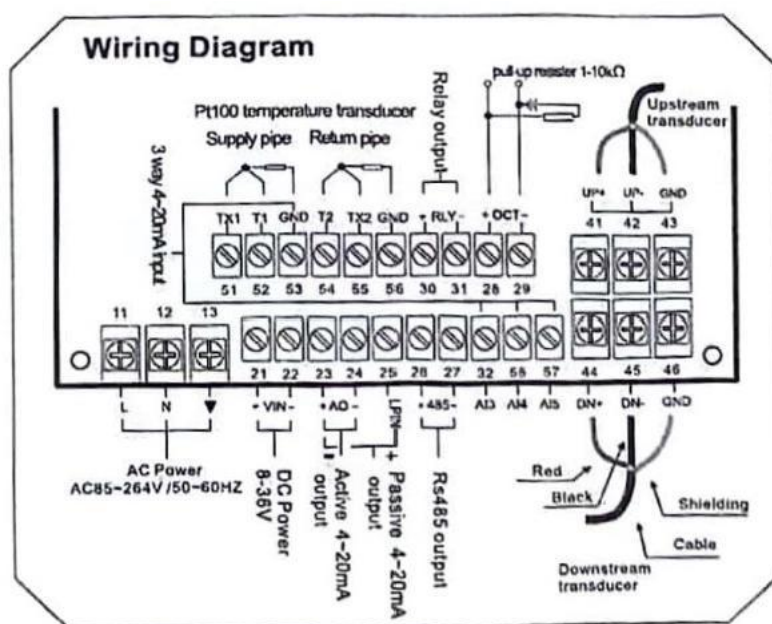 Wiring Diagram
pull-up resister 1-10kΩ
Relay output
Upstream
transducer
Pt100 temperature transducer
Supply pipe Return pipe
3 way 4~20mA input
UP+ UP- GND
TX1 T1 GND T2 TX2 GND + RLY - + OCT -
41 42 43
51 52 53 54 55 56 30 31 28 29
11 12 13
21 22 23 24 25 26 27 32 58 57 44 45 46
L N
+ VIN - + AO - LPIN- + 485- AI3 AI4 AI5 DN+ DN- GND
AC Power
AC85~264V/50~60HZ
DC Power
8-36V
Active 4~20mA
output
+ Passive 4~20mA
output
Rs485 output
Red
Black
Shielding
Cable
Downstream
transducer